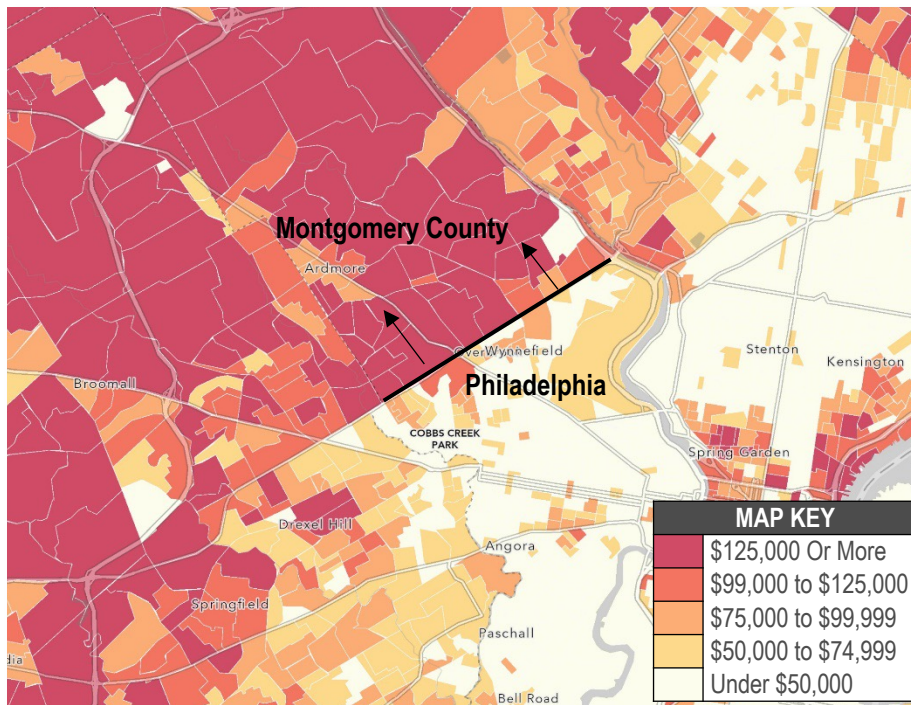 Montgomery County
Ardmore
Wynnefield
Stenton
Kensington
Broomall
Philadelphia
COBBS CREEK
PARK
Spring Garden
Drexel Hill
Angora
Springfield
Paschall
Bell Road
MAP KEY
$125,000 Or More
$99,000 to $125,000
$75,000 to $99,999
$50,000 to $74,999
Under $50,000